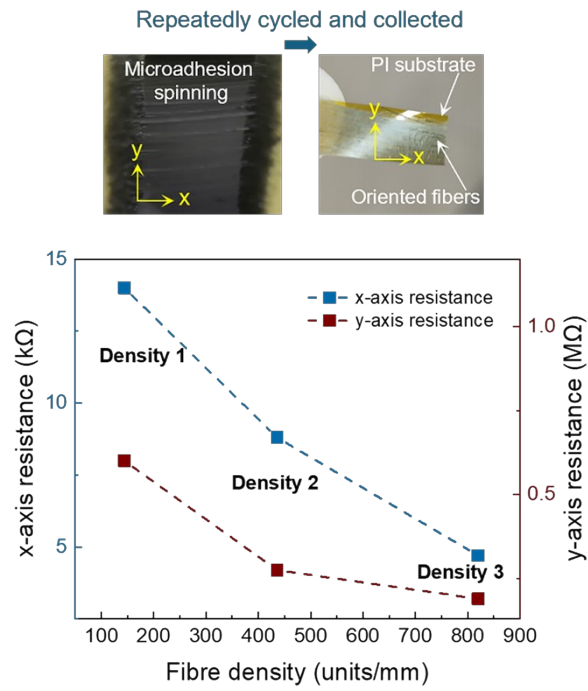 Repeatedly cycled and collected
Microadhesion
spinning
y
x
PI substrate
y
x
Oriented fibers
15
10
5
x-axis resistance (kΩ)
x-axis resistance
y-axis resistance
Density 1
Density 2
Density 3
1.0
0.5
y-axis resistance (MΩ)
100 200 300 400 500 600 700 800 900
Fibre density (units/mm)